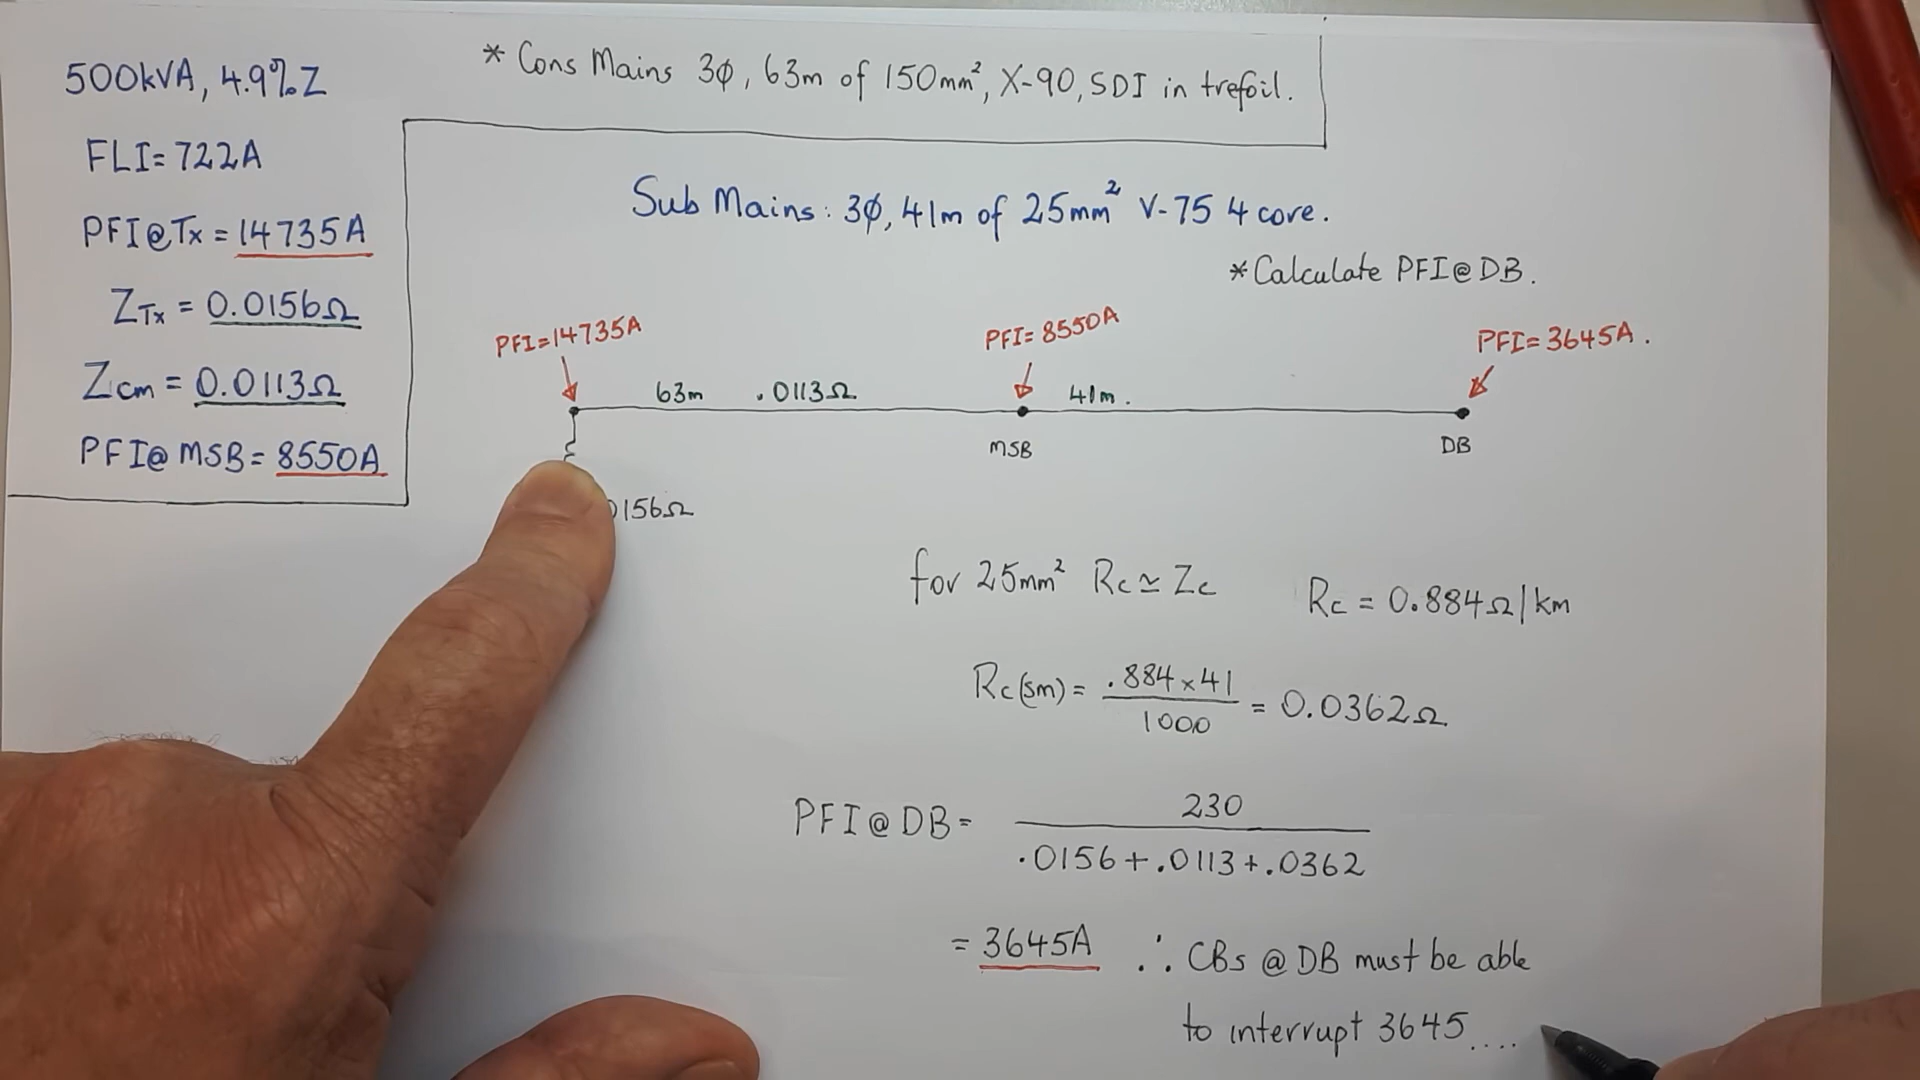 500kVA, 4.9%Z
FLI=722A
PFI@Tx = 14735A
ZTx = 0.0156Ω
Zcm = 0.0113Ω
PFI@MSB = 8550A
* Cons Mains 3φ, 63m of 150mm², X-90, SDI in trefoil.
Sub Mains: 3φ, 41m of 25mm² V-75 4 core.
*Calculate PFI@DB.
PFI=14735A
PFI= 8550A
PFI= 3645A.
63m .0113Ω
41m.
MSB
DB
0156Ω
for 25mm² Rc ≃ Zc Rc = 0.884Ω/km
Rc(sm) = .884×41 / 1000 = 0.0362Ω
PFI@DB= 230
.0156+.0113+.0362
= 3645A ∴ CBs @ DB must be able
to interrupt 3645....